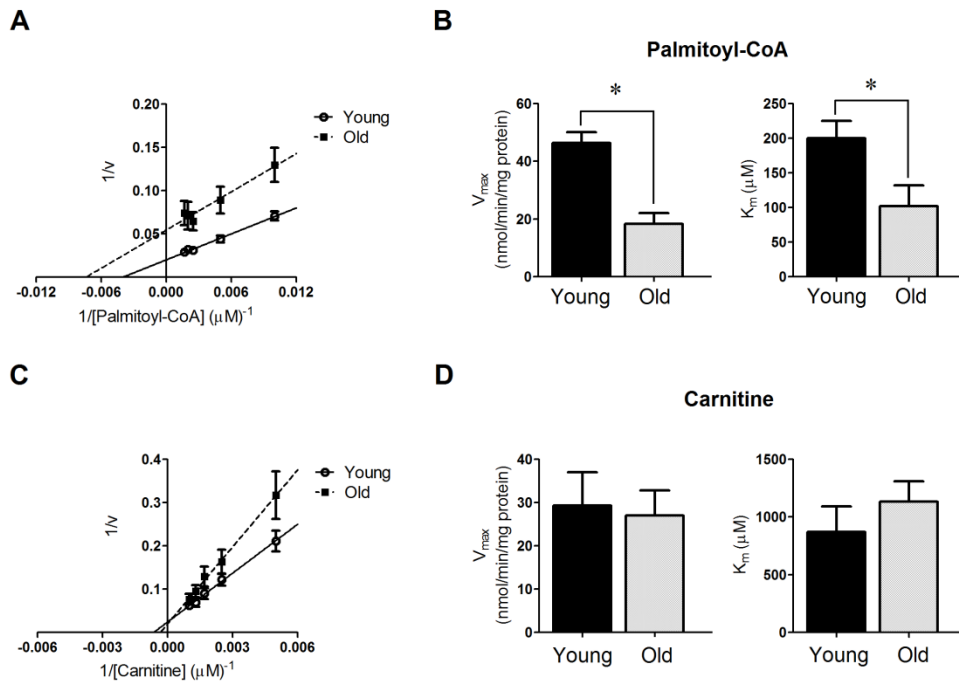 A
0.20
0.15
0.10
0.05
1/v
Young
Old
-0.012
-0.006
0.000
0.006
0.012
1/[Palmitoyl-CoA] (μM)⁻¹
B
Palmitoyl-CoA
60
40
20
0
Vmax
(nmol/min/mg protein)
*
Young
Old
250
200
150
100
50
0
Km (μM)
*
Young
Old
C
0.4
0.3
0.2
0.1
1/v
Young
Old
-0.006
-0.003
0.000
0.003
0.006
1/[Carnitine] (μM)⁻¹
D
Carnitine
50
40
30
20
10
0
Vmax
(nmol/min/mg protein)
Young
Old
1500
1000
500
0
Km (μM)
Young
Old